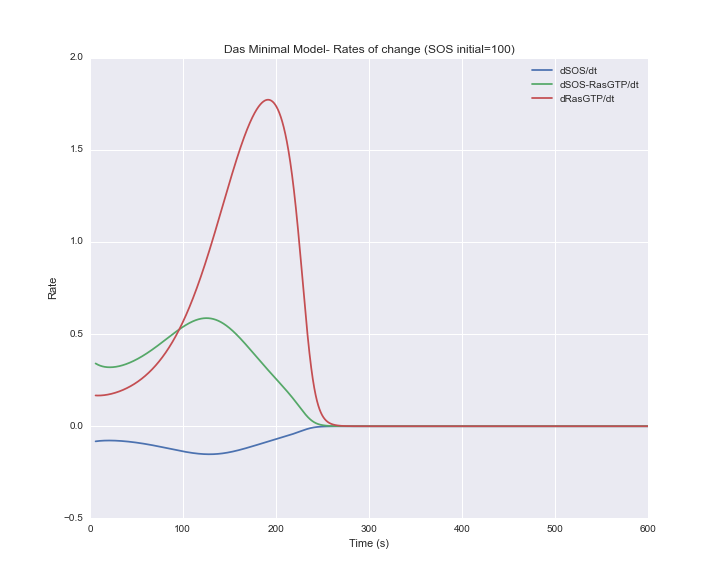 Das Minimal Model- Rates of change (SOS initial=100)
dSOS/dt
dSOS-RasGTP/dt
dRasGTP/dt
2.0
1.5
1.0
0.5
0.0
−0.5
Rate
0 100 200 300 400 500 600
Time (s)